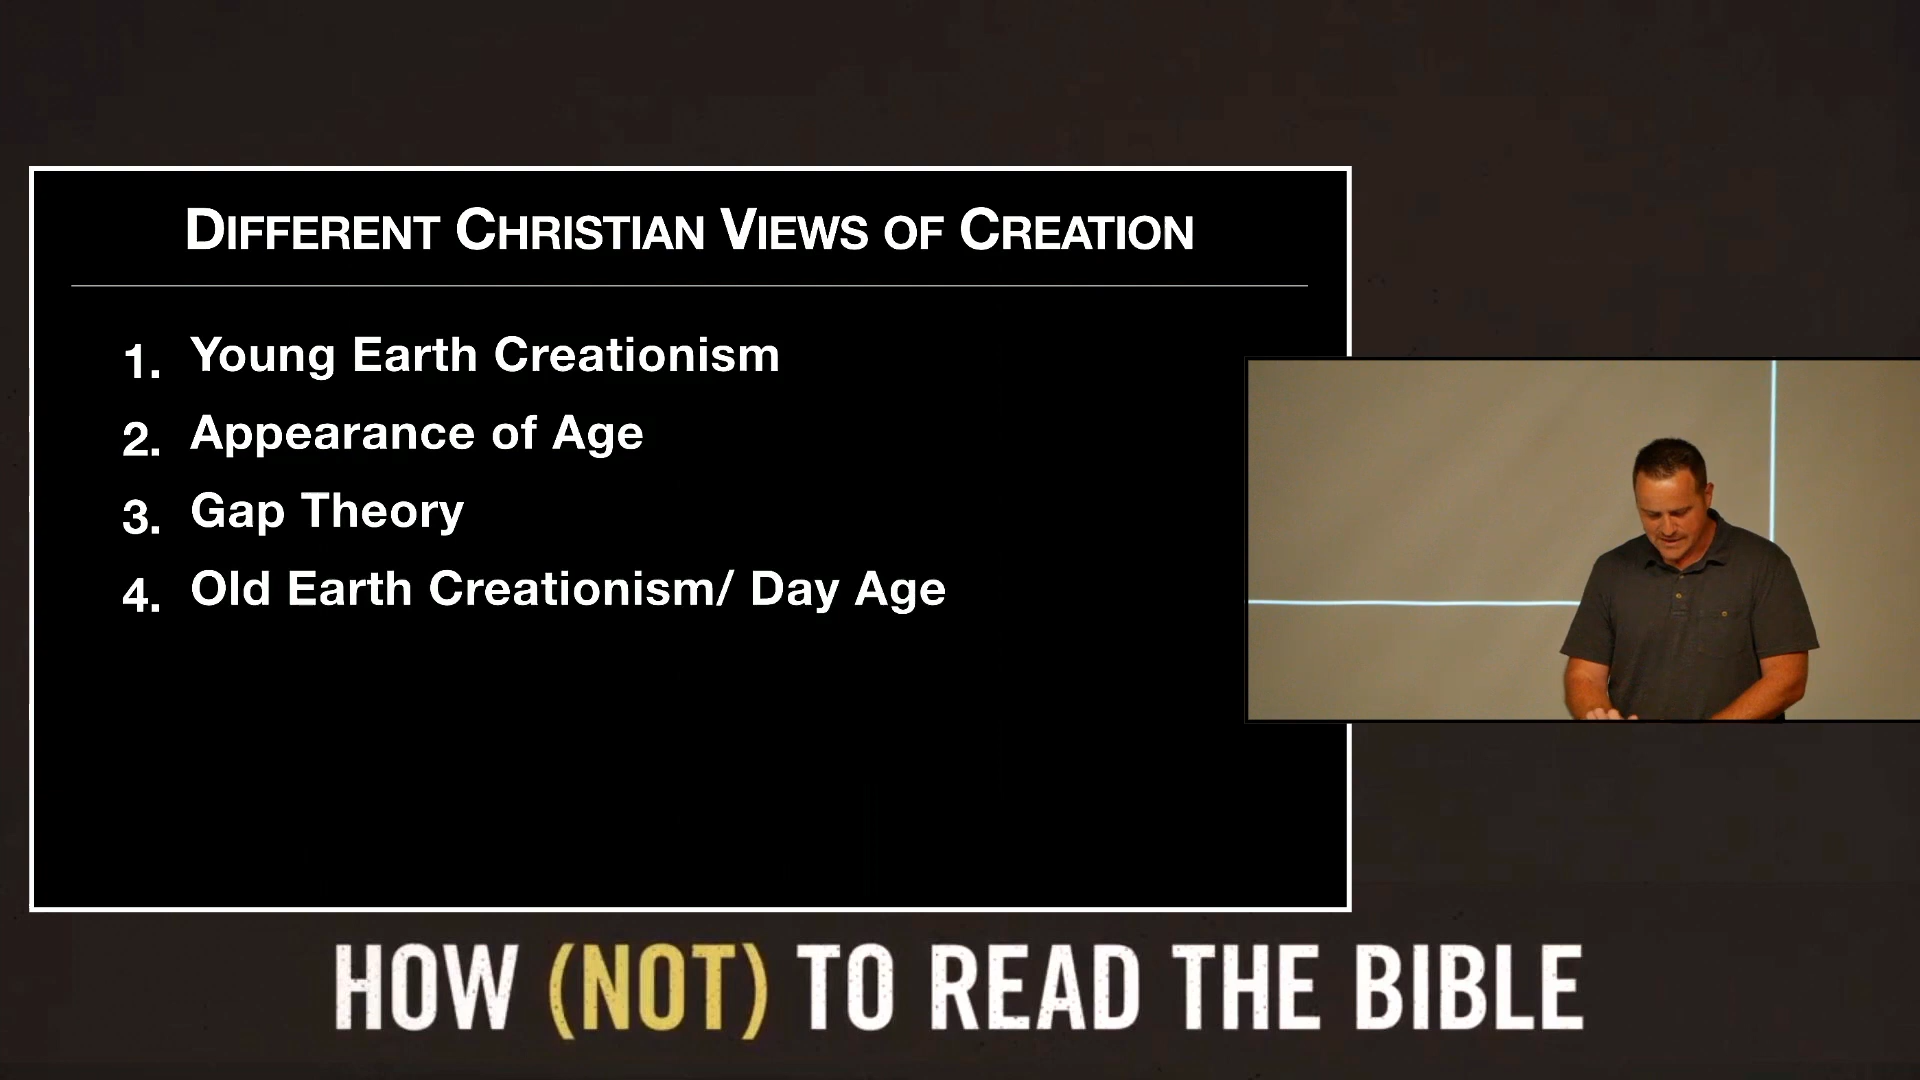 DIFFERENT CHRISTIAN VIEWS OF CREATION
1. Young Earth Creationism
2. Appearance of Age
3. Gap Theory
4. Old Earth Creationism/ Day Age
HOW (NOT) TO READ THE BIBLE